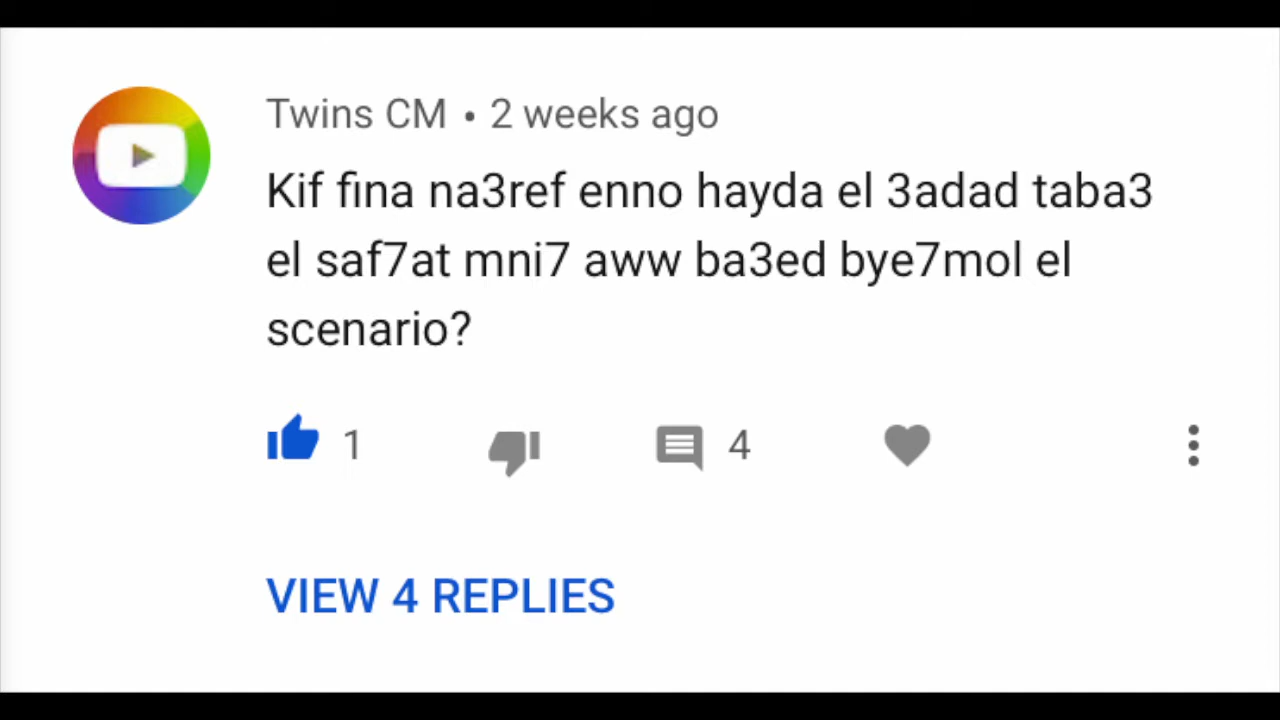 Twins CM • 2 weeks ago
Kif fina na3ref enno hayda el 3adad taba3
el saf7at mni7 aww ba3ed bye7mol el
scenario?
1 4
VIEW 4 REPLIES